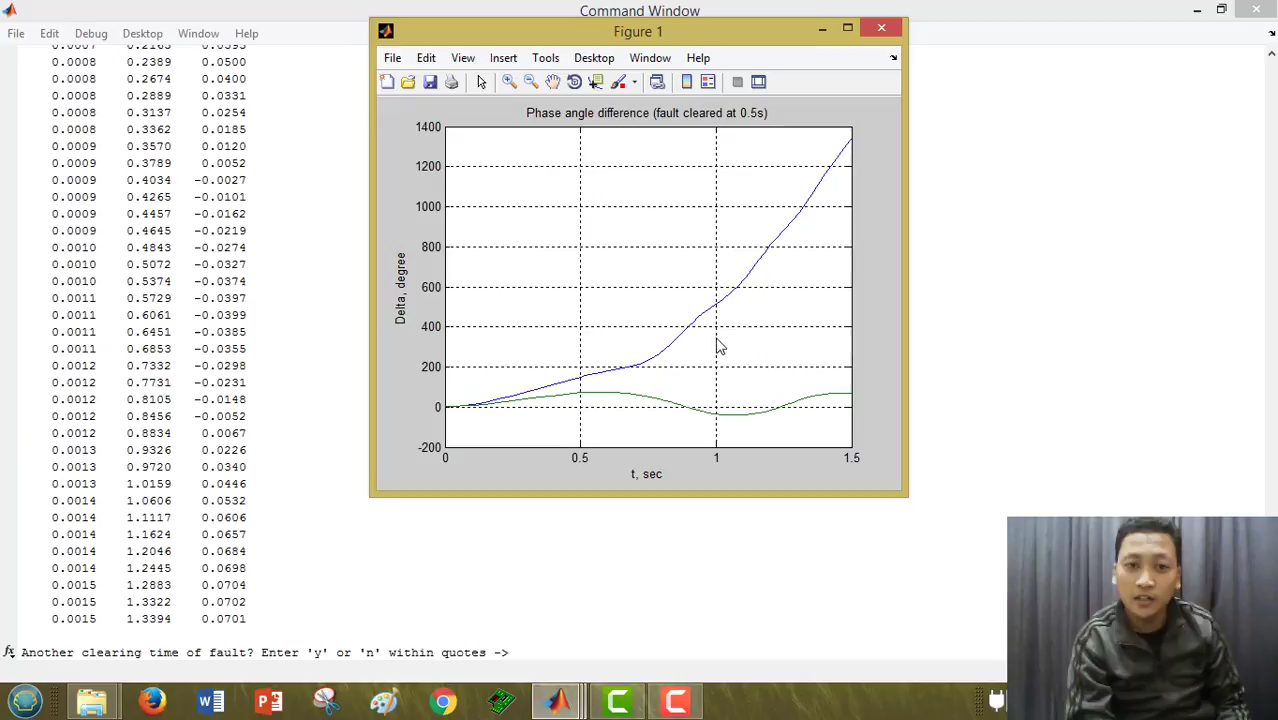 Command Window
File Edit Debug Desktop Window Help
0.0008 0.2389 0.0500
0.0008 0.2674 0.0400
0.0008 0.2889 0.0331
0.0008 0.3137 0.0254
0.0008 0.3362 0.0185
0.0009 0.3570 0.0120
0.0009 0.3789 0.0052
0.0009 0.4034 -0.0027
0.0009 0.4265 -0.0101
0.0009 0.4457 -0.0162
0.0009 0.4645 -0.0219
0.0010 0.4843 -0.0274
0.0010 0.5072 -0.0327
0.0010 0.5374 -0.0374
0.0011 0.5729 -0.0397
0.0011 0.6061 -0.0399
0.0011 0.6451 -0.0385
0.0011 0.6853 -0.0355
0.0012 0.7332 -0.0298
0.0012 0.7731 -0.0231
0.0012 0.8105 -0.0148
0.0012 0.8456 -0.0052
0.0012 0.8834 0.0067
0.0013 0.9326 0.0226
0.0013 0.9720 0.0340
0.0013 1.0159 0.0446
0.0014 1.0606 0.0532
0.0014 1.1117 0.0606
0.0014 1.1624 0.0657
0.0014 1.2046 0.0684
0.0014 1.2445 0.0698
0.0015 1.2883 0.0704
0.0015 1.3322 0.0702
0.0015 1.3394 0.0701
fx Another clearing time of fault? Enter 'y' or 'n' within quotes ->
Figure 1
File Edit View Insert Tools Desktop Window Help
Phase angle difference (fault cleared at 0.5s)
1400
1200
1000
800
600
400
200
0
-200
Delta, degree
0 0.5 1 1.5
t, sec